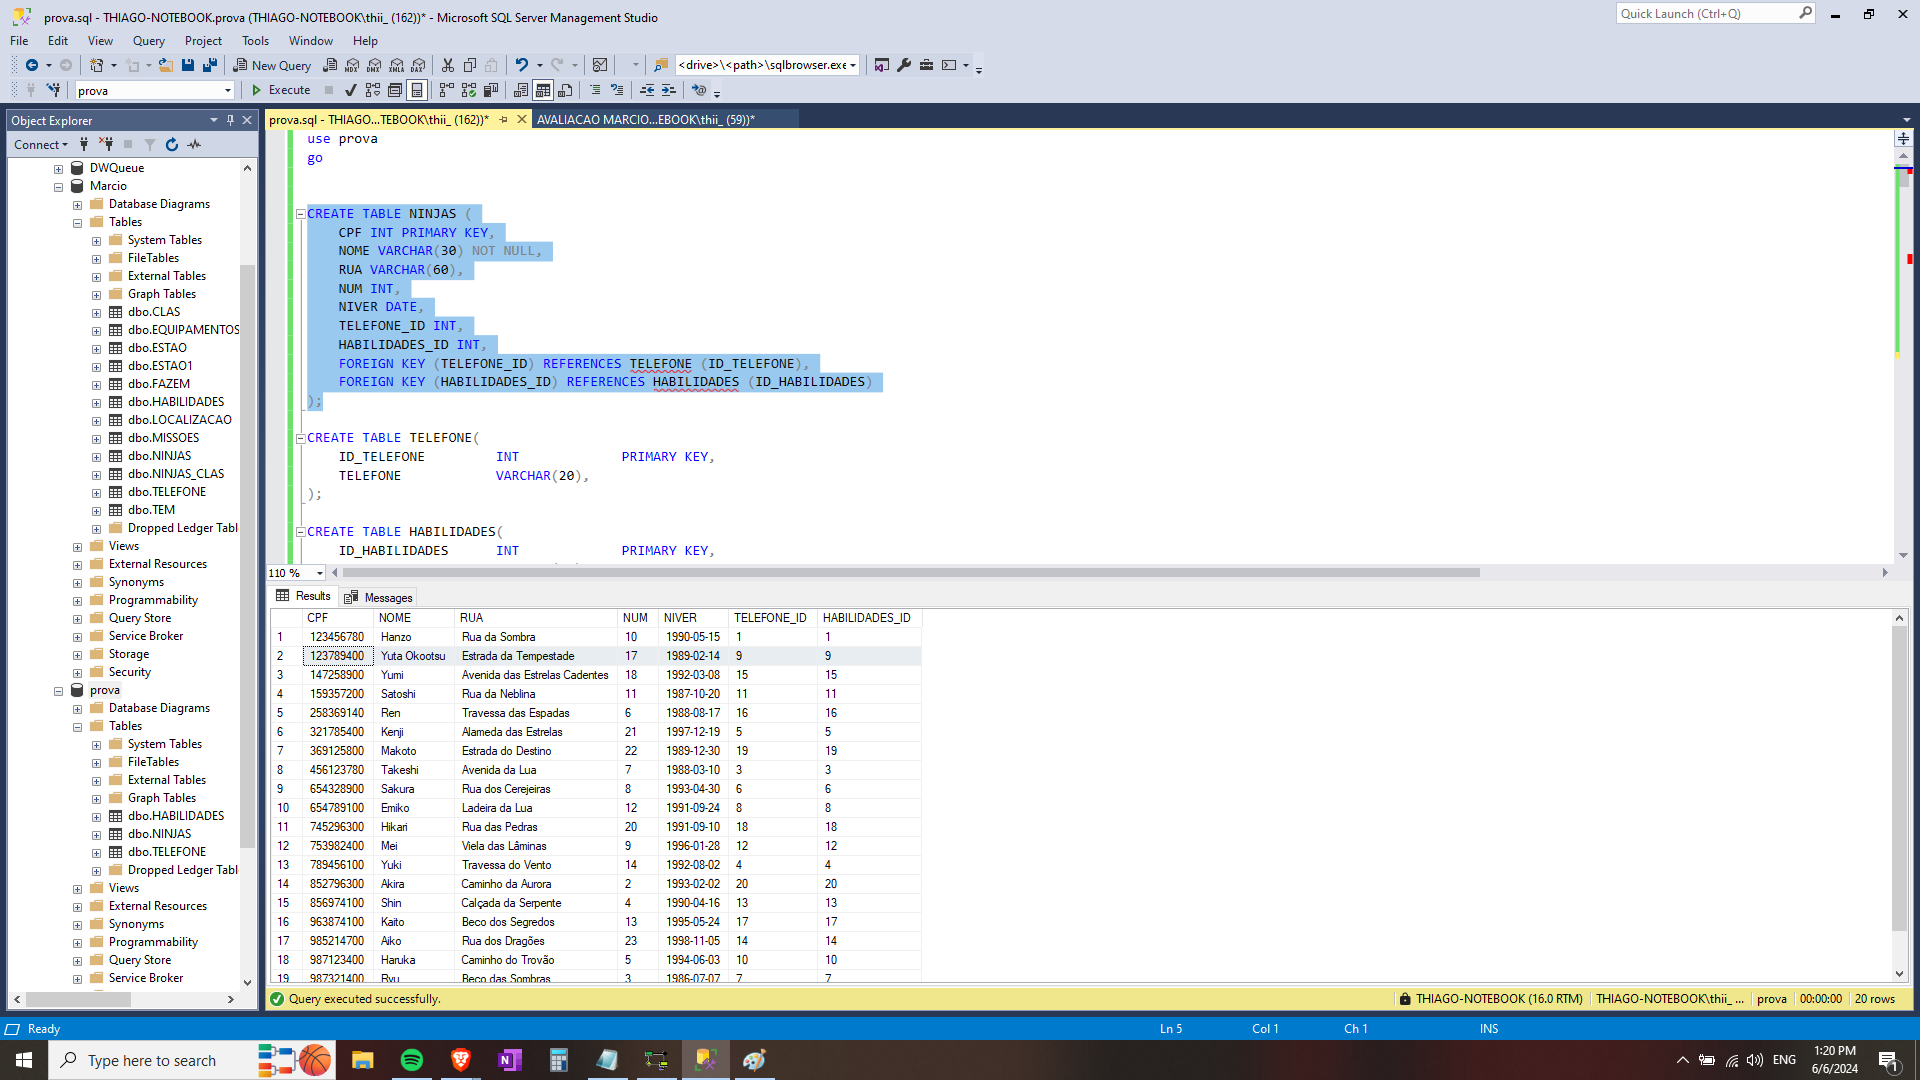 prova.sql - THIAGO-NOTEBOOK.prova (THIAGO-NOTEBOOK\thii_ (162))* - Microsoft SQL Server Management Studio
Quick Launch (Ctrl+Q)
File Edit View Query Project Tools Window Help
New Query MDX DMX XMLA DAX <drive>\<path>\sqlbrowser.exe
prova Execute
Object Explorer
Connect
DWQueue
Marcio
Database Diagrams
Tables
System Tables
FileTables
External Tables
Graph Tables
dbo.CLAS
dbo.EQUIPAMENTOS
dbo.ESTAO
dbo.ESTAO1
dbo.FAZEM
dbo.HABILIDADES
dbo.LOCALIZACAO
dbo.MISSOES
dbo.NINJAS
dbo.NINJAS_CLAS
dbo.TELEFONE
dbo.TEM
Dropped Ledger Tabl
Views
External Resources
Synonyms
Programmability
Query Store
Service Broker
Storage
Security
prova
Database Diagrams
Tables
System Tables
FileTables
External Tables
Graph Tables
dbo.HABILIDADES
dbo.NINJAS
dbo.TELEFONE
Dropped Ledger Tabl
Views
External Resources
Synonyms
Programmability
Query Store
Service Broker
prova.sql - THIAGO...TEBOOK\thii_ (162))* AVALIACAO MARCIO...EBOOK\thii_ (59))*
use prova
go
CREATE TABLE NINJAS (
CPF INT PRIMARY KEY,
NOME VARCHAR(30) NOT NULL,
RUA VARCHAR(60),
NUM INT,
NIVER DATE,
TELEFONE_ID INT,
HABILIDADES_ID INT,
FOREIGN KEY (TELEFONE_ID) REFERENCES TELEFONE (ID_TELEFONE),
FOREIGN KEY (HABILIDADES_ID) REFERENCES HABILIDADES (ID_HABILIDADES)
);
CREATE TABLE TELEFONE(
ID_TELEFONE INT PRIMARY KEY,
TELEFONE VARCHAR(20),
);
CREATE TABLE HABILIDADES(
ID_HABILIDADES INT PRIMARY KEY,
110 %
Results Messages
CPF NOME RUA NUM NIVER TELEFONE_ID HABILIDADES_ID
1 123456780 Hanzo Rua da Sombra 10 1990-05-15 1 1
2 123789400 Yuta Okootsu Estrada da Tempestade 17 1989-02-14 9 9
3 147258900 Yumi Avenida das Estrelas Cadentes 18 1992-03-08 15 15
4 159357200 Satoshi Rua da Neblina 11 1987-10-20 11 11
5 258369140 Ren Travessa das Espadas 6 1988-08-17 16 16
6 321785400 Kenji Alameda das Estrelas 21 1997-12-19 5 5
7 369125800 Makoto Estrada do Destino 22 1989-12-30 19 19
8 456123780 Takeshi Avenida da Lua 7 1988-03-10 3 3
9 654328900 Sakura Rua dos Cerejeiras 8 1993-04-30 6 6
10 654789100 Emiko Ladeira da Lua 12 1991-09-24 8 8
11 745296300 Hikari Rua das Pedras 20 1991-09-10 18 18
12 753982400 Mei Viela das Lâminas 9 1996-01-28 12 12
13 789456100 Yuki Travessa do Vento 14 1992-08-02 4 4
14 852796300 Akira Caminho da Aurora 2 1993-02-02 20 20
15 856974100 Shin Calçada da Serpente 4 1990-04-16 13 13
16 963874100 Kaito Beco dos Segredos 13 1995-05-24 17 17
17 985214700 Aiko Rua dos Dragões 23 1998-11-05 14 14
18 987123400 Haruka Caminho do Trovão 5 1994-06-03 10 10
19 987321400 Ryu Beco das Sombras 3 1986-07-07 7 7
Query executed successfully. THIAGO-NOTEBOOK (16.0 RTM) THIAGO-NOTEBOOK\thii_ ... prova 00:00:00 20 rows
Ready Ln 5 Col 1 Ch 1 INS
Type here to search ENG 1:20 PM
6/6/2024 1